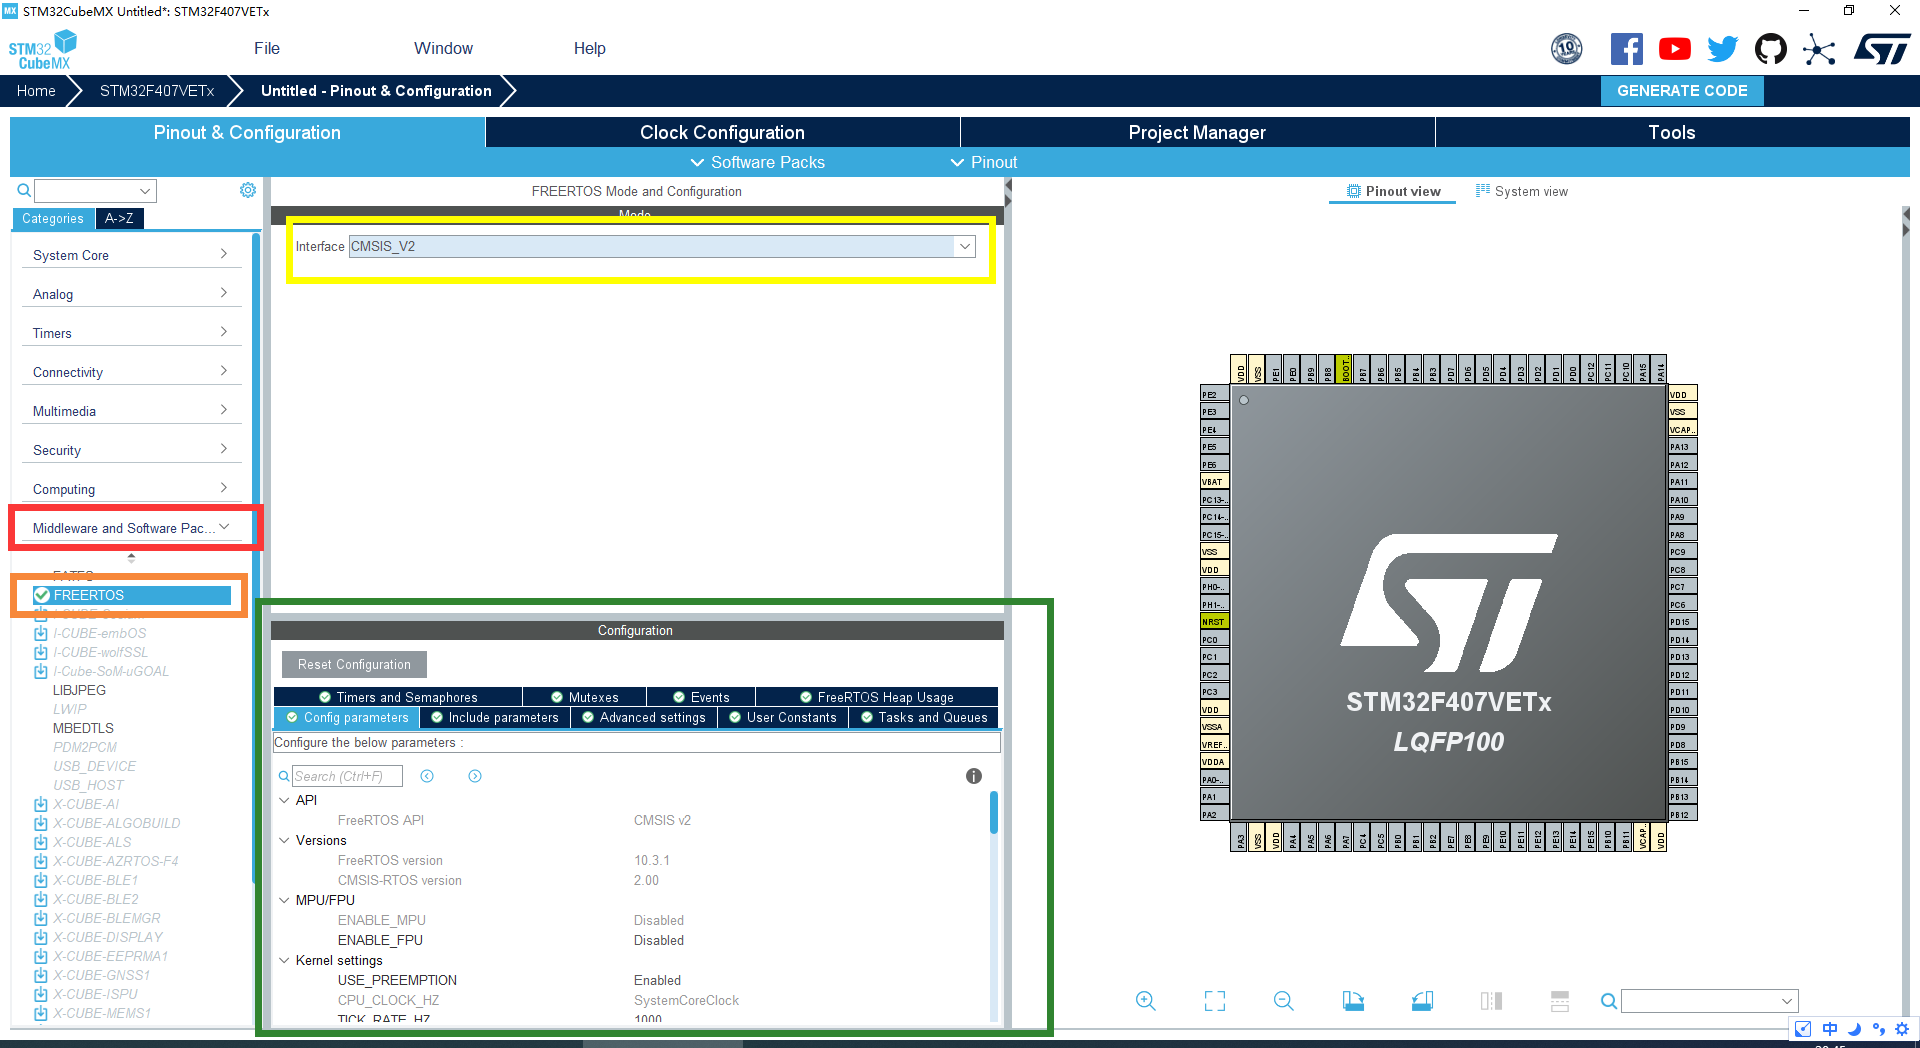 MX STM32CubeMX Untitled*: STM32F407VETx
STM32
CubeMX
File
Window
Help
10
ST
Home
STM32F407VETx
Untitled - Pinout & Configuration
GENERATE CODE
Pinout & Configuration
Clock Configuration
Project Manager
Tools
Software Packs
Pinout
Categories
A->Z
System Core
Analog
Timers
Connectivity
Multimedia
Security
Computing
Middleware and Software Pac...
FATFS
FREERTOS
I-CUBE-embOS
I-CUBE-wolfSSL
I-Cube-SoM-uGOAL
LIBJPEG
LWIP
MBEDTLS
PDM2PCM
USB_DEVICE
USB_HOST
X-CUBE-AI
X-CUBE-ALGOBUILD
X-CUBE-ALS
X-CUBE-AZRTOS-F4
X-CUBE-BLE1
X-CUBE-BLE2
X-CUBE-BLEMGR
X-CUBE-DISPLAY
X-CUBE-EEPRMA1
X-CUBE-GNSS1
X-CUBE-ISPU
X-CUBE-MEMS1
FREERTOS Mode and Configuration
Mode
Interface CMSIS_V2
Configuration
Reset Configuration
Timers and Semaphores
Mutexes
Events
FreeRTOS Heap Usage
Config parameters
Include parameters
Advanced settings
User Constants
Tasks and Queues
Configure the below parameters :
Search (Ctrl+F)
API
FreeRTOS API CMSIS v2
Versions
FreeRTOS version 10.3.1
CMSIS-RTOS version 2.00
MPU/FPU
ENABLE_MPU Disabled
ENABLE_FPU Disabled
Kernel settings
USE_PREEMPTION Enabled
CPU_CLOCK_HZ SystemCoreClock
TICK_RATE_HZ 1000
Pinout view
System view
VDD
VSS
PE1
PE0
PB9
PB8
BOOT..
PB7
PB6
PB5
PB4
PB3
PD7
PD6
PD5
PD4
PD3
PD2
PD1
PD0
PC12
PC11
PC10
PA15
PA14
PE2
PE3
PE4
PE5
PE6
VBAT
PC13-..
PC14-..
PC15-..
VSS
VDD
PH0-..
PH1-..
NRST
PC0
PC1
PC2
PC3
VDD
VSSA
VREF..
VDDA
PA0-..
PA1
PA2
ST
STM32F407VETx
LQFP100
VDD
VSS
VCAP..
PA13
PA12
PA11
PA10
PA9
PA8
PC9
PC8
PC7
PC6
PD15
PD14
PD13
PD12
PD11
PD10
PD9
PD8
PB15
PB14
PB13
PB12
PA3
VSS
VDD
PA4
PA5
PA6
PA7
PC4
PC5
PB0
PB1
PB2
PE7
PE8
PE9
PE10
PE11
PE12
PE13
PE14
PE15
PB10
PB11
VCAP..
VDD
中